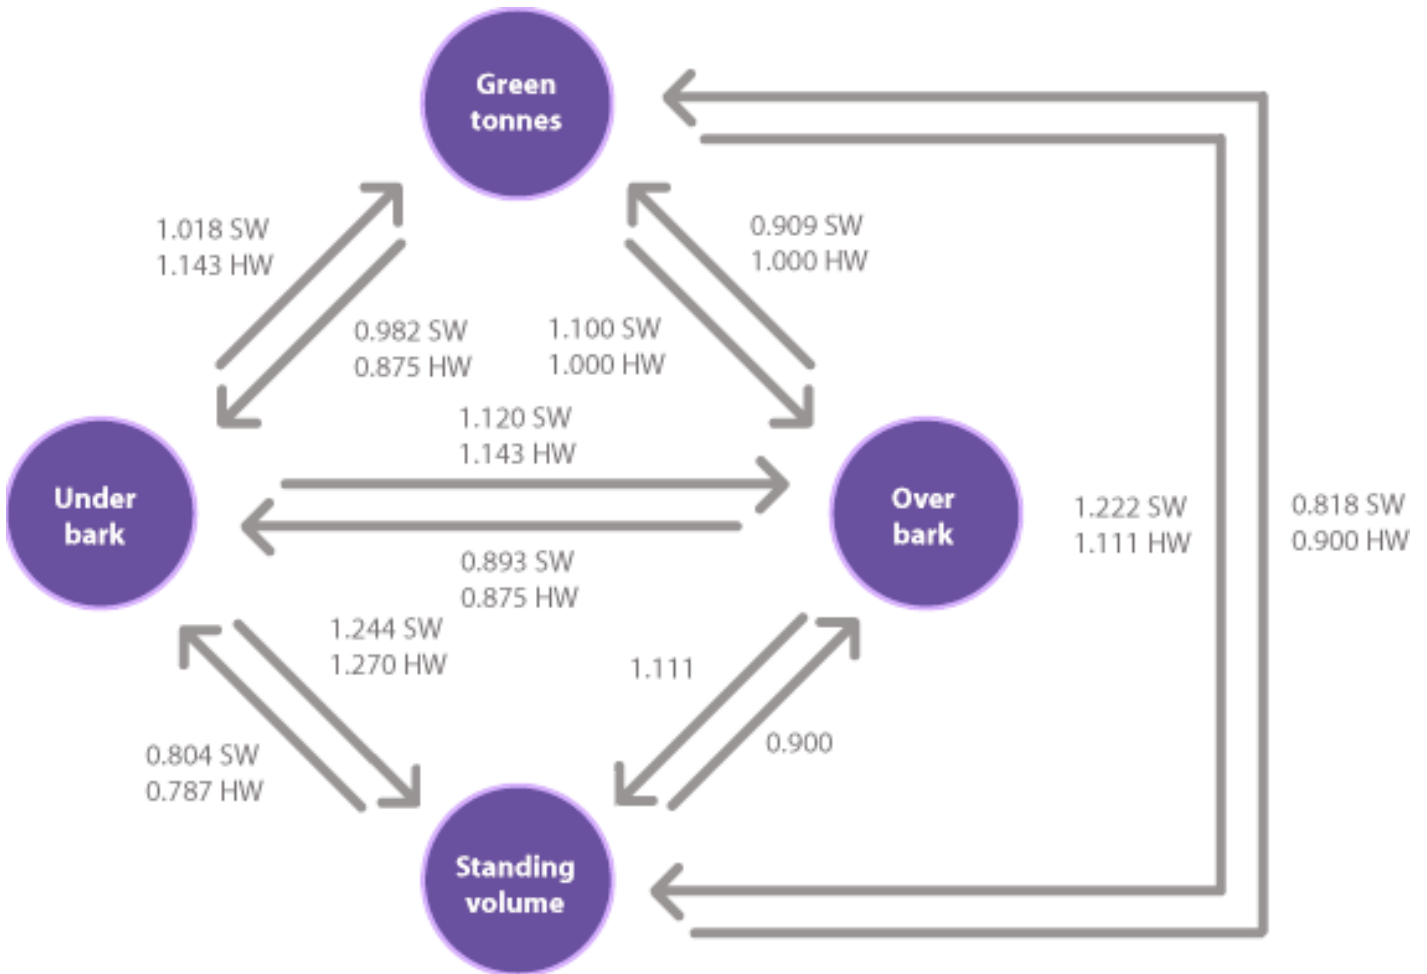 Green
tonnes
1.018 SW
1.143 HW
0.909 SW
1.000 HW
0.982 SW
0.875 HW
1.100 SW
1.000 HW
1.120 SW
1.143 HW
Under
bark
Over
bark
1.222 SW
1.111 HW
0.818 SW
0.900 HW
0.893 SW
0.875 HW
1.244 SW
1.270 HW
1.111
0.804 SW
0.787 HW
0.900
Standing
volume